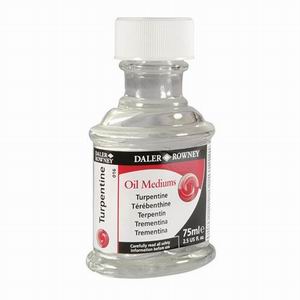 DALER ROWNEY
Oil Mediums
Turpentine
Térébenthine
Terpentin
Trementina
Trementina
75ml e
2.5 US fl. oz
Carefully read all safety
information before use
Turpentine
016